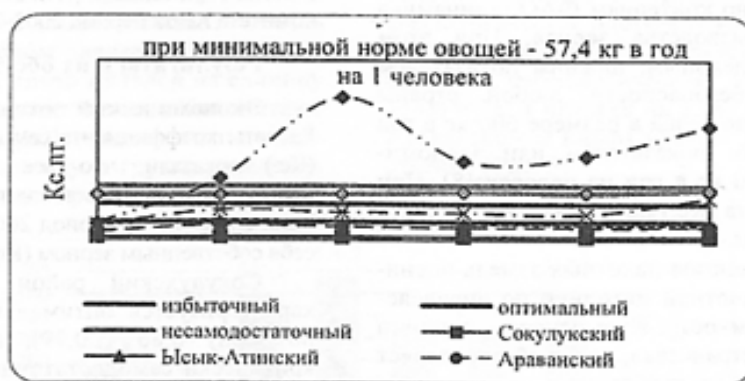 при минимальной норме овощей - 57,4 кг в год
на 1 человека
Кс.пт.
избыточный
оптимальный
несамодостаточный
Сокулукский
Ысык-Атинский
Араванский